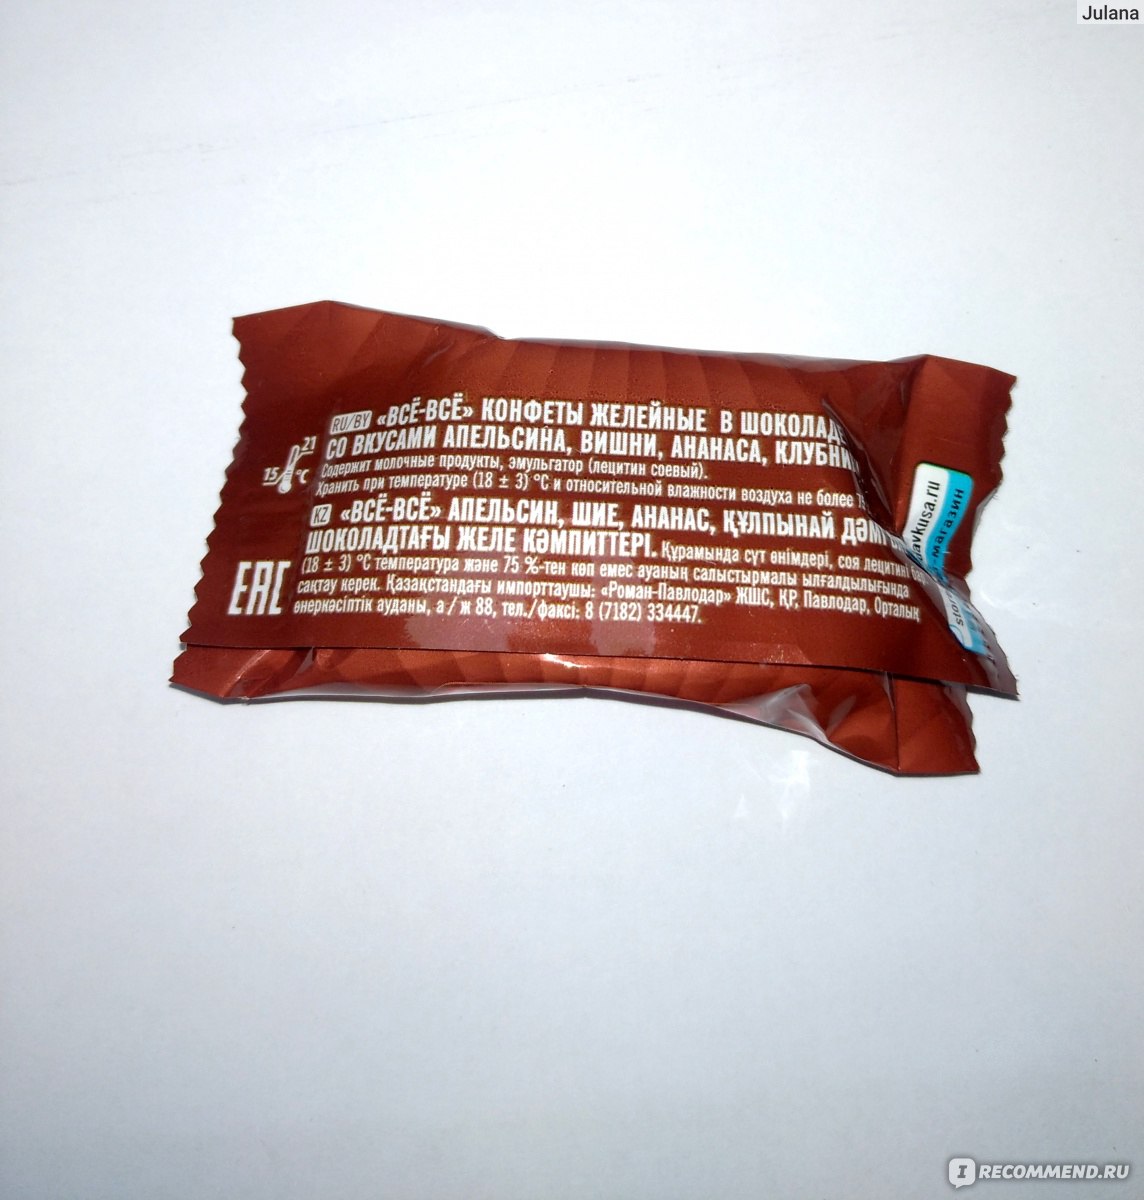 Julana
RU/BY «ВСЁ-ВСЁ» КОНФЕТЫ ЖЕЛЕЙНЫЕ В
СО ВКУСАМИ АПЕЛЬСИНА, ВИШНИ, АНАНАСА,
Содержит молочные продукты, эмульгатор (лецитин соевый).
Хранить при температуре (18 ± 3) °С и относительной влажности воздуха не более
21
15
°C
KZ «ВСЁ-ВСЁ» АПЕЛЬСИН, ШИЕ, АНАНАС, ҚҰЛПЫНАЙ
ШОКОЛАДТАҒЫ ЖЕЛЕ КӘМПИТТЕРІ. Құрамында сүт өнімдері, соя лецитині бар.
(18 ± 3) °С температура және 75 %-тен көп емес ауаның салыстырмалы ылғалдылығында
сақтау керек. Қазақстандағы импорттаушы: «Роман-Павлодар» ЖШС, ҚР, Павлодар, Орталық
өнеркәсіптік ауданы, а/ж 88, тел./факсі: 8 (7182) 334447.
EAC
магазин
IRECOMMEND.RU